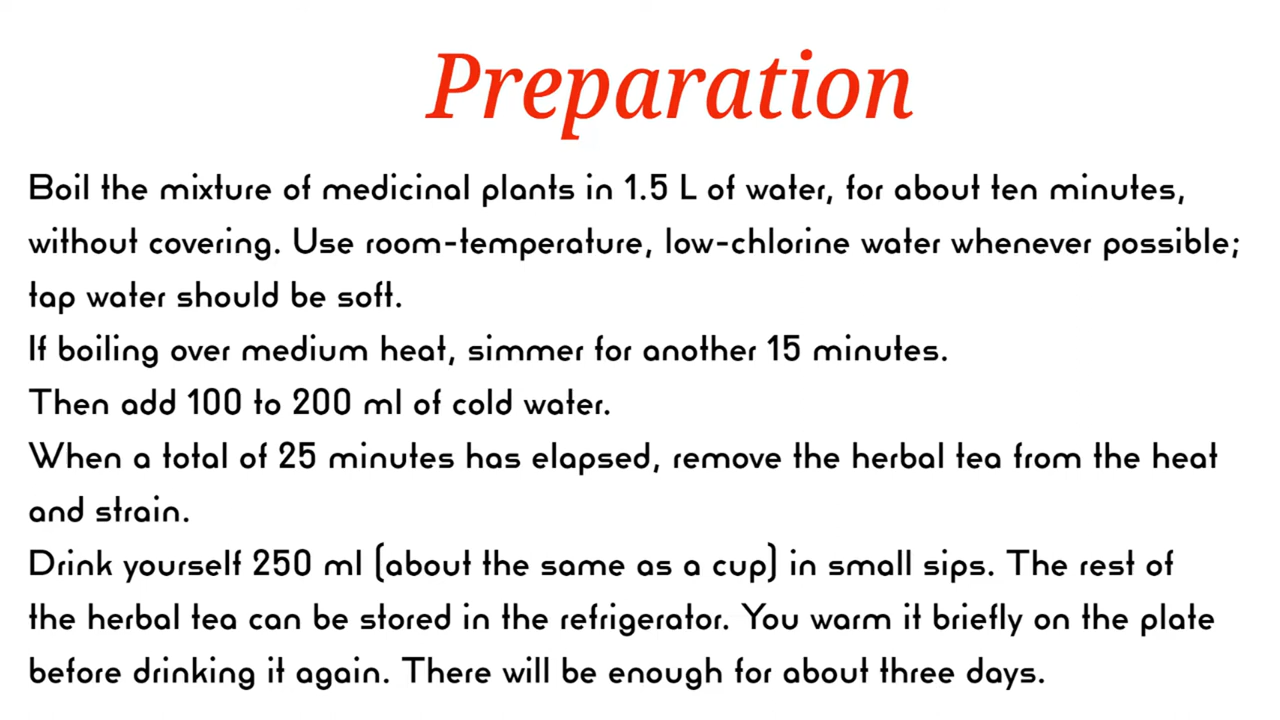 Preparation
Boil the mixture of medicinal plants in 1.5 L of water, for about ten minutes,
without covering. Use room-temperature, low-chlorine water whenever possible;
tap water should be soft.
If boiling over medium heat, simmer for another 15 minutes.
Then add 100 to 200 ml of cold water.
When a total of 25 minutes has elapsed, remove the herbal tea from the heat
and strain.
Drink yourself 250 ml (about the same as a cup) in small sips. The rest of
the herbal tea can be stored in the refrigerator. You warm it briefly on the plate
before drinking it again. There will be enough for about three days.